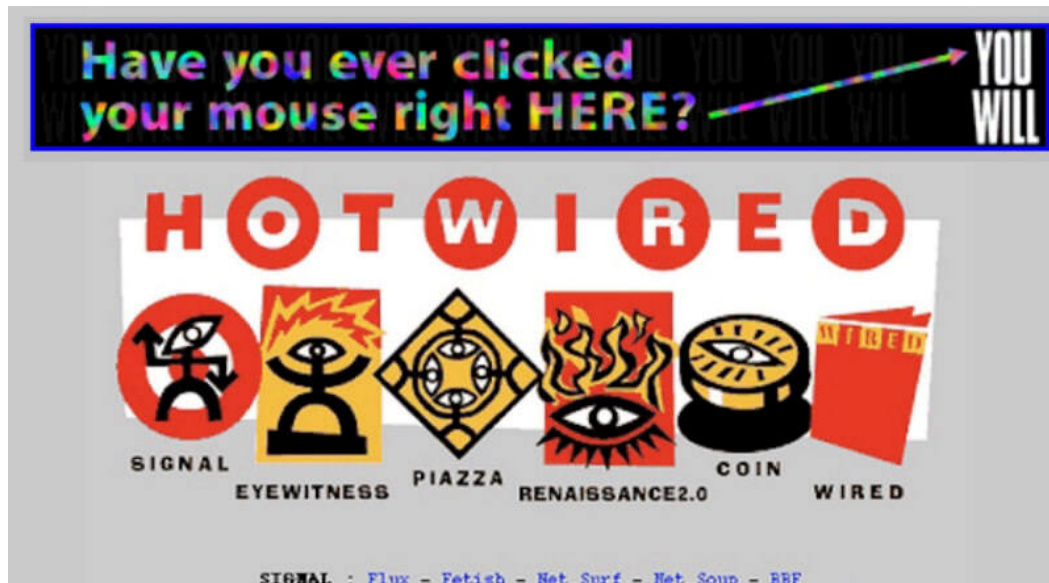 Have you ever clicked
your mouse right HERE?
YOU
WILL
HOTWIRED
WIRED
SIGNAL
EYEWITNESS
PIAZZA
RENAISSANCE2.0
COIN
WIRED
SIGNAL : Flux - Fetish - Net Surf - Net Soup - RBF